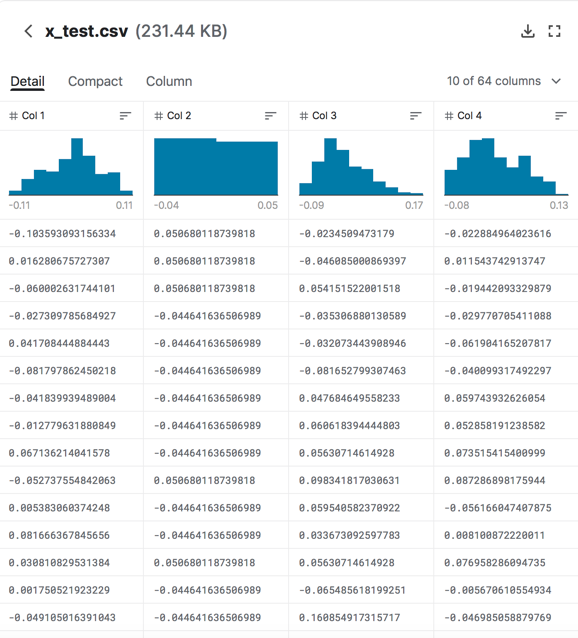 x_test.csv (231.44 KB)
Detail Compact Column 10 of 64 columns
# Col 1 # Col 2 # Col 3 # Col 4
-0.11 0.11 -0.04 0.05 -0.09 0.17 -0.08 0.13
-0.103593093156334 0.050680118739818 -0.0234509473179 -0.022884964023616
0.016280675727307 0.050680118739818 -0.046085000869397 0.011543742913747
-0.060002631744101 0.050680118739818 0.054151522001518 -0.019442093329879
-0.027309785684927 -0.044641636506989 -0.035306880130589 -0.029770705411088
0.041708444884443 -0.044641636506989 -0.032073443908946 -0.061904165207817
-0.081797862450218 -0.044641636506989 -0.081652799307463 -0.040099317492297
-0.041839939489004 -0.044641636506989 0.047684649558233 0.059743932626054
-0.012779631880849 -0.044641636506989 0.060618394444803 0.052858191238582
0.067136214041578 -0.044641636506989 0.05630714614928 0.073515415400999
-0.052737554842063 0.050680118739818 0.098341817030631 0.087286898175944
0.005383060374248 -0.044641636506989 0.059540582370922 -0.056166047407875
0.081666367845656 -0.044641636506989 0.033673092597783 0.008100872220011
0.030810829531384 0.050680118739818 0.05630714614928 0.076958286094735
0.001750521923229 -0.044641636506989 -0.065485618199251 -0.005670610554934
-0.049105016391043 -0.044641636506989 0.160854917315717 -0.046985058879769